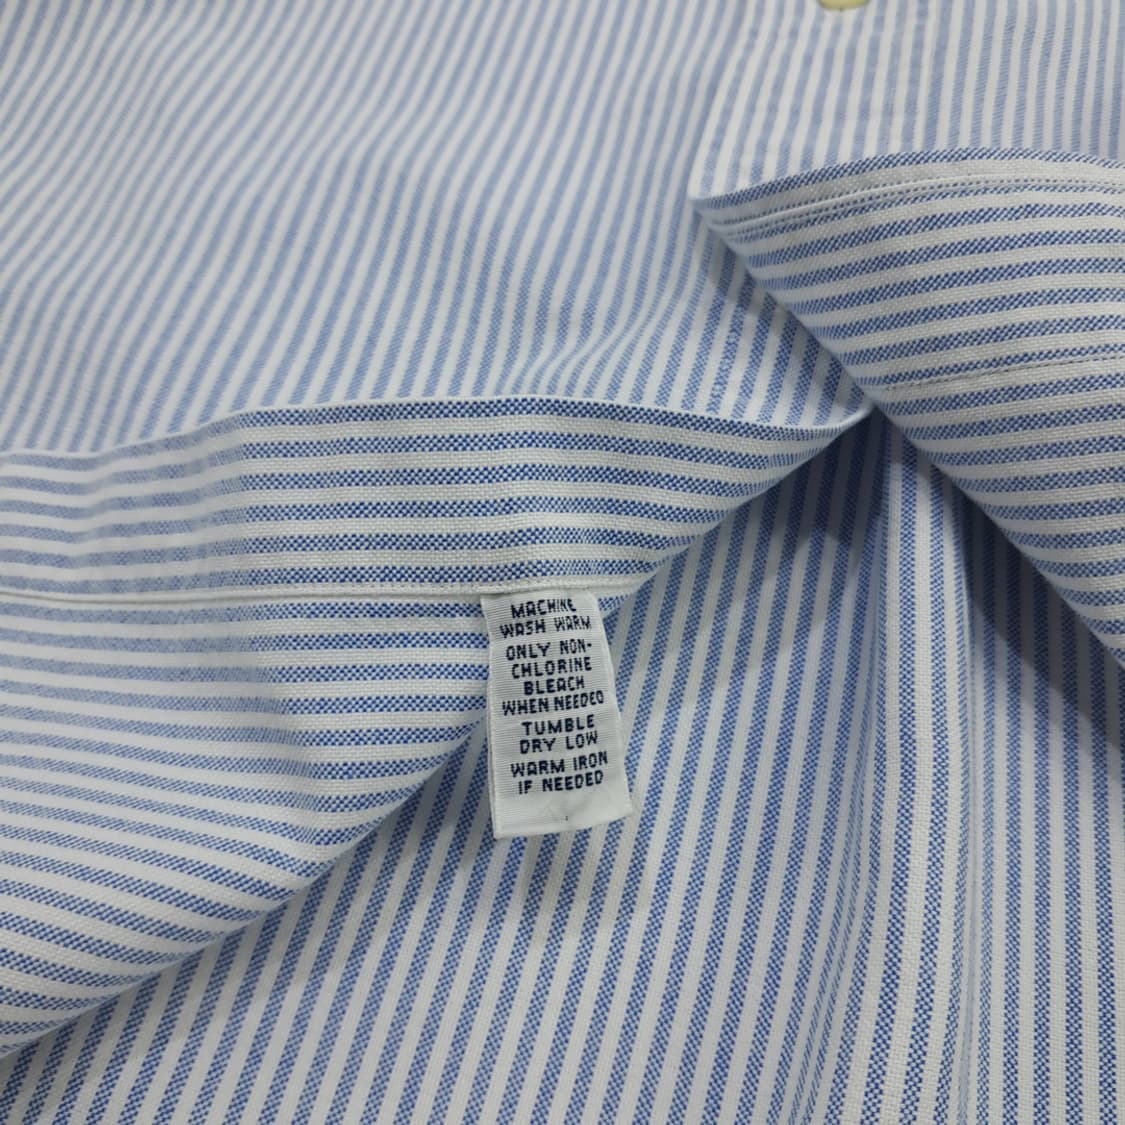 MACHINE
WASH WARM
ONLY NON-
CHLORINE
BLEACH
WHEN NEEDED
TUMBLE
DRY LOW
WARM IRON
IF NEEDED